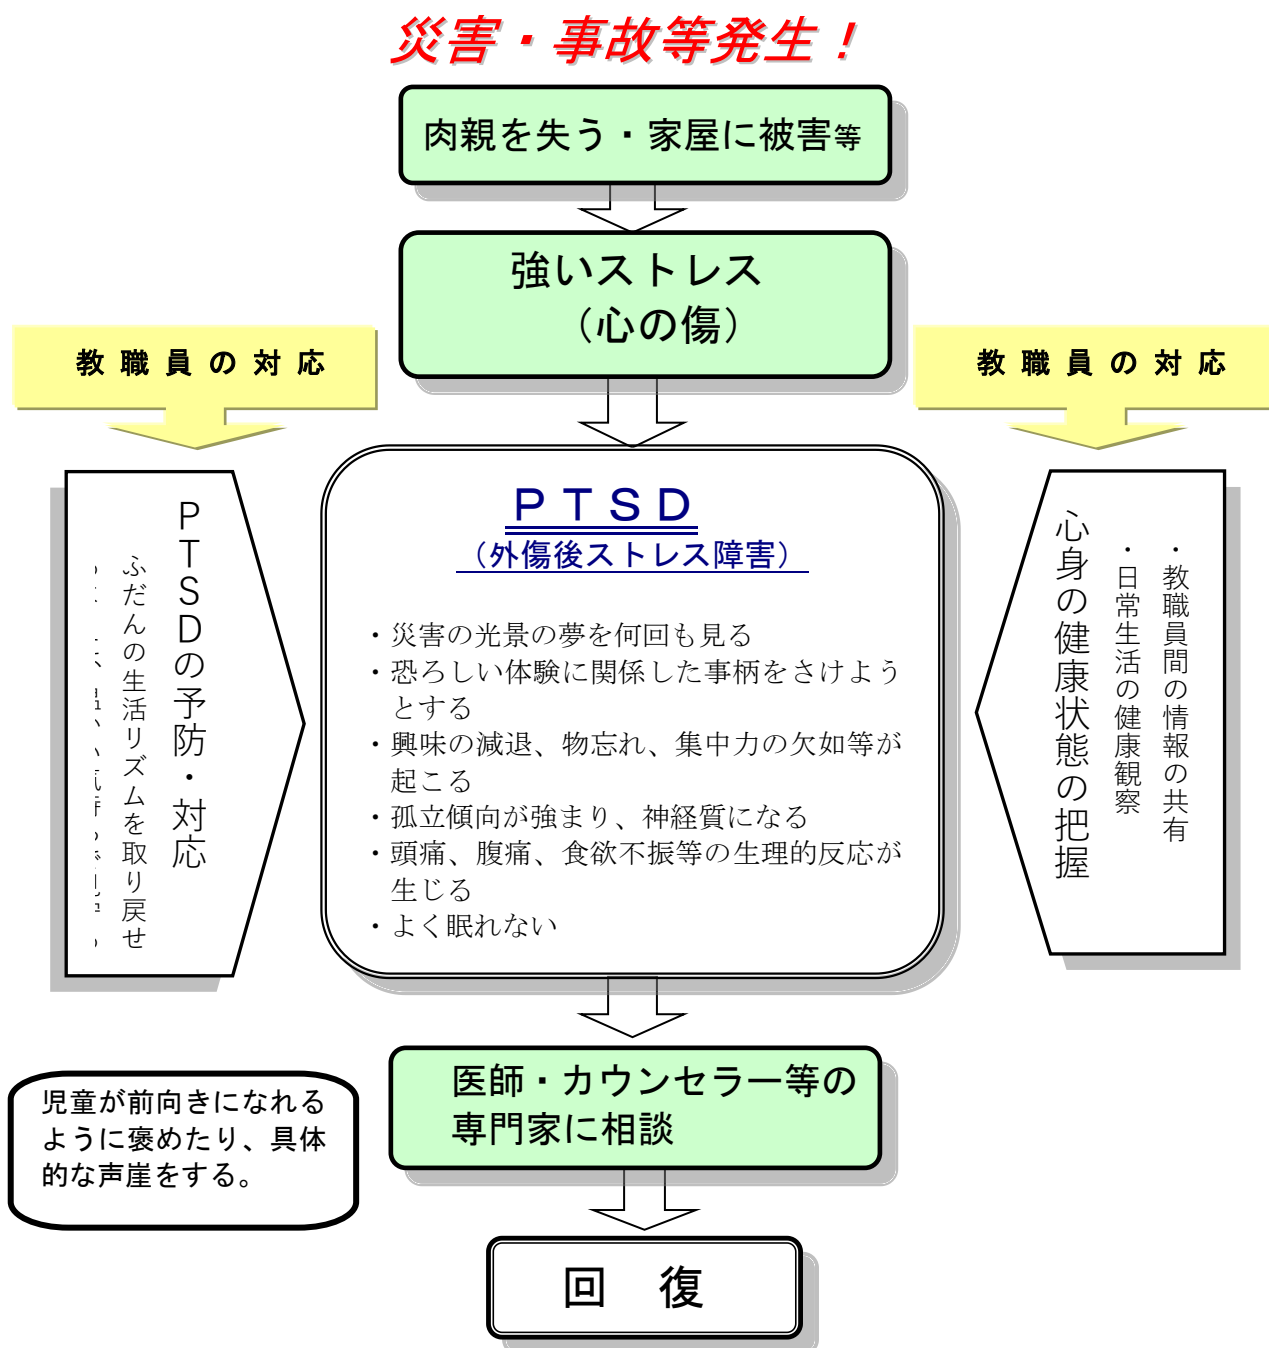 災害・事故等発生！
肉親を失う・家屋に被害等
強いストレス
（心の傷）
教職員の対応
教職員の対応
PTSDの予防・対応
ふだんの生活リズムを取り戻せ
ＰＴＳＤ
（外傷後ストレス障害）
・災害の光景の夢を何回も見る
・恐ろしい体験に関係した事柄をさけよう
とする
・興味の減退、物忘れ、集中力の欠如等が
起こる
・孤立傾向が強まり、神経質になる
・頭痛、腹痛、食欲不振等の生理的反応が
生じる
・よく眠れない
・教職員間の情報の共有
・日常生活の健康観察
心身の健康状態の把握
医師・カウンセラー等の
専門家に相談
児童が前向きになれる
ように褒めたり、具体
的な声崖をする。
回　復